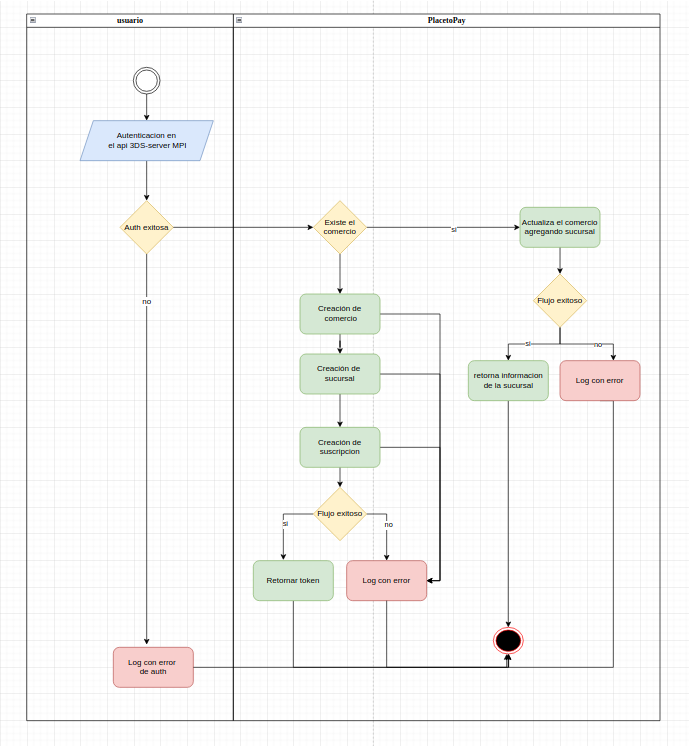 usuario
PlacetoPay
Autenticacion en
el api 3DS-server MPI
Auth exitosa
Existe el
comercio
si
Actualiza el comercio
agregando sucursal
no
Creación de
comercio
Flujo exitoso
si
no
Creación de
sucursal
retorna informacion
de la sucursal
Log con error
Creación de
suscripcion
Flujo exitoso
si
no
Retornar token
Log con error
Log con error
de auth